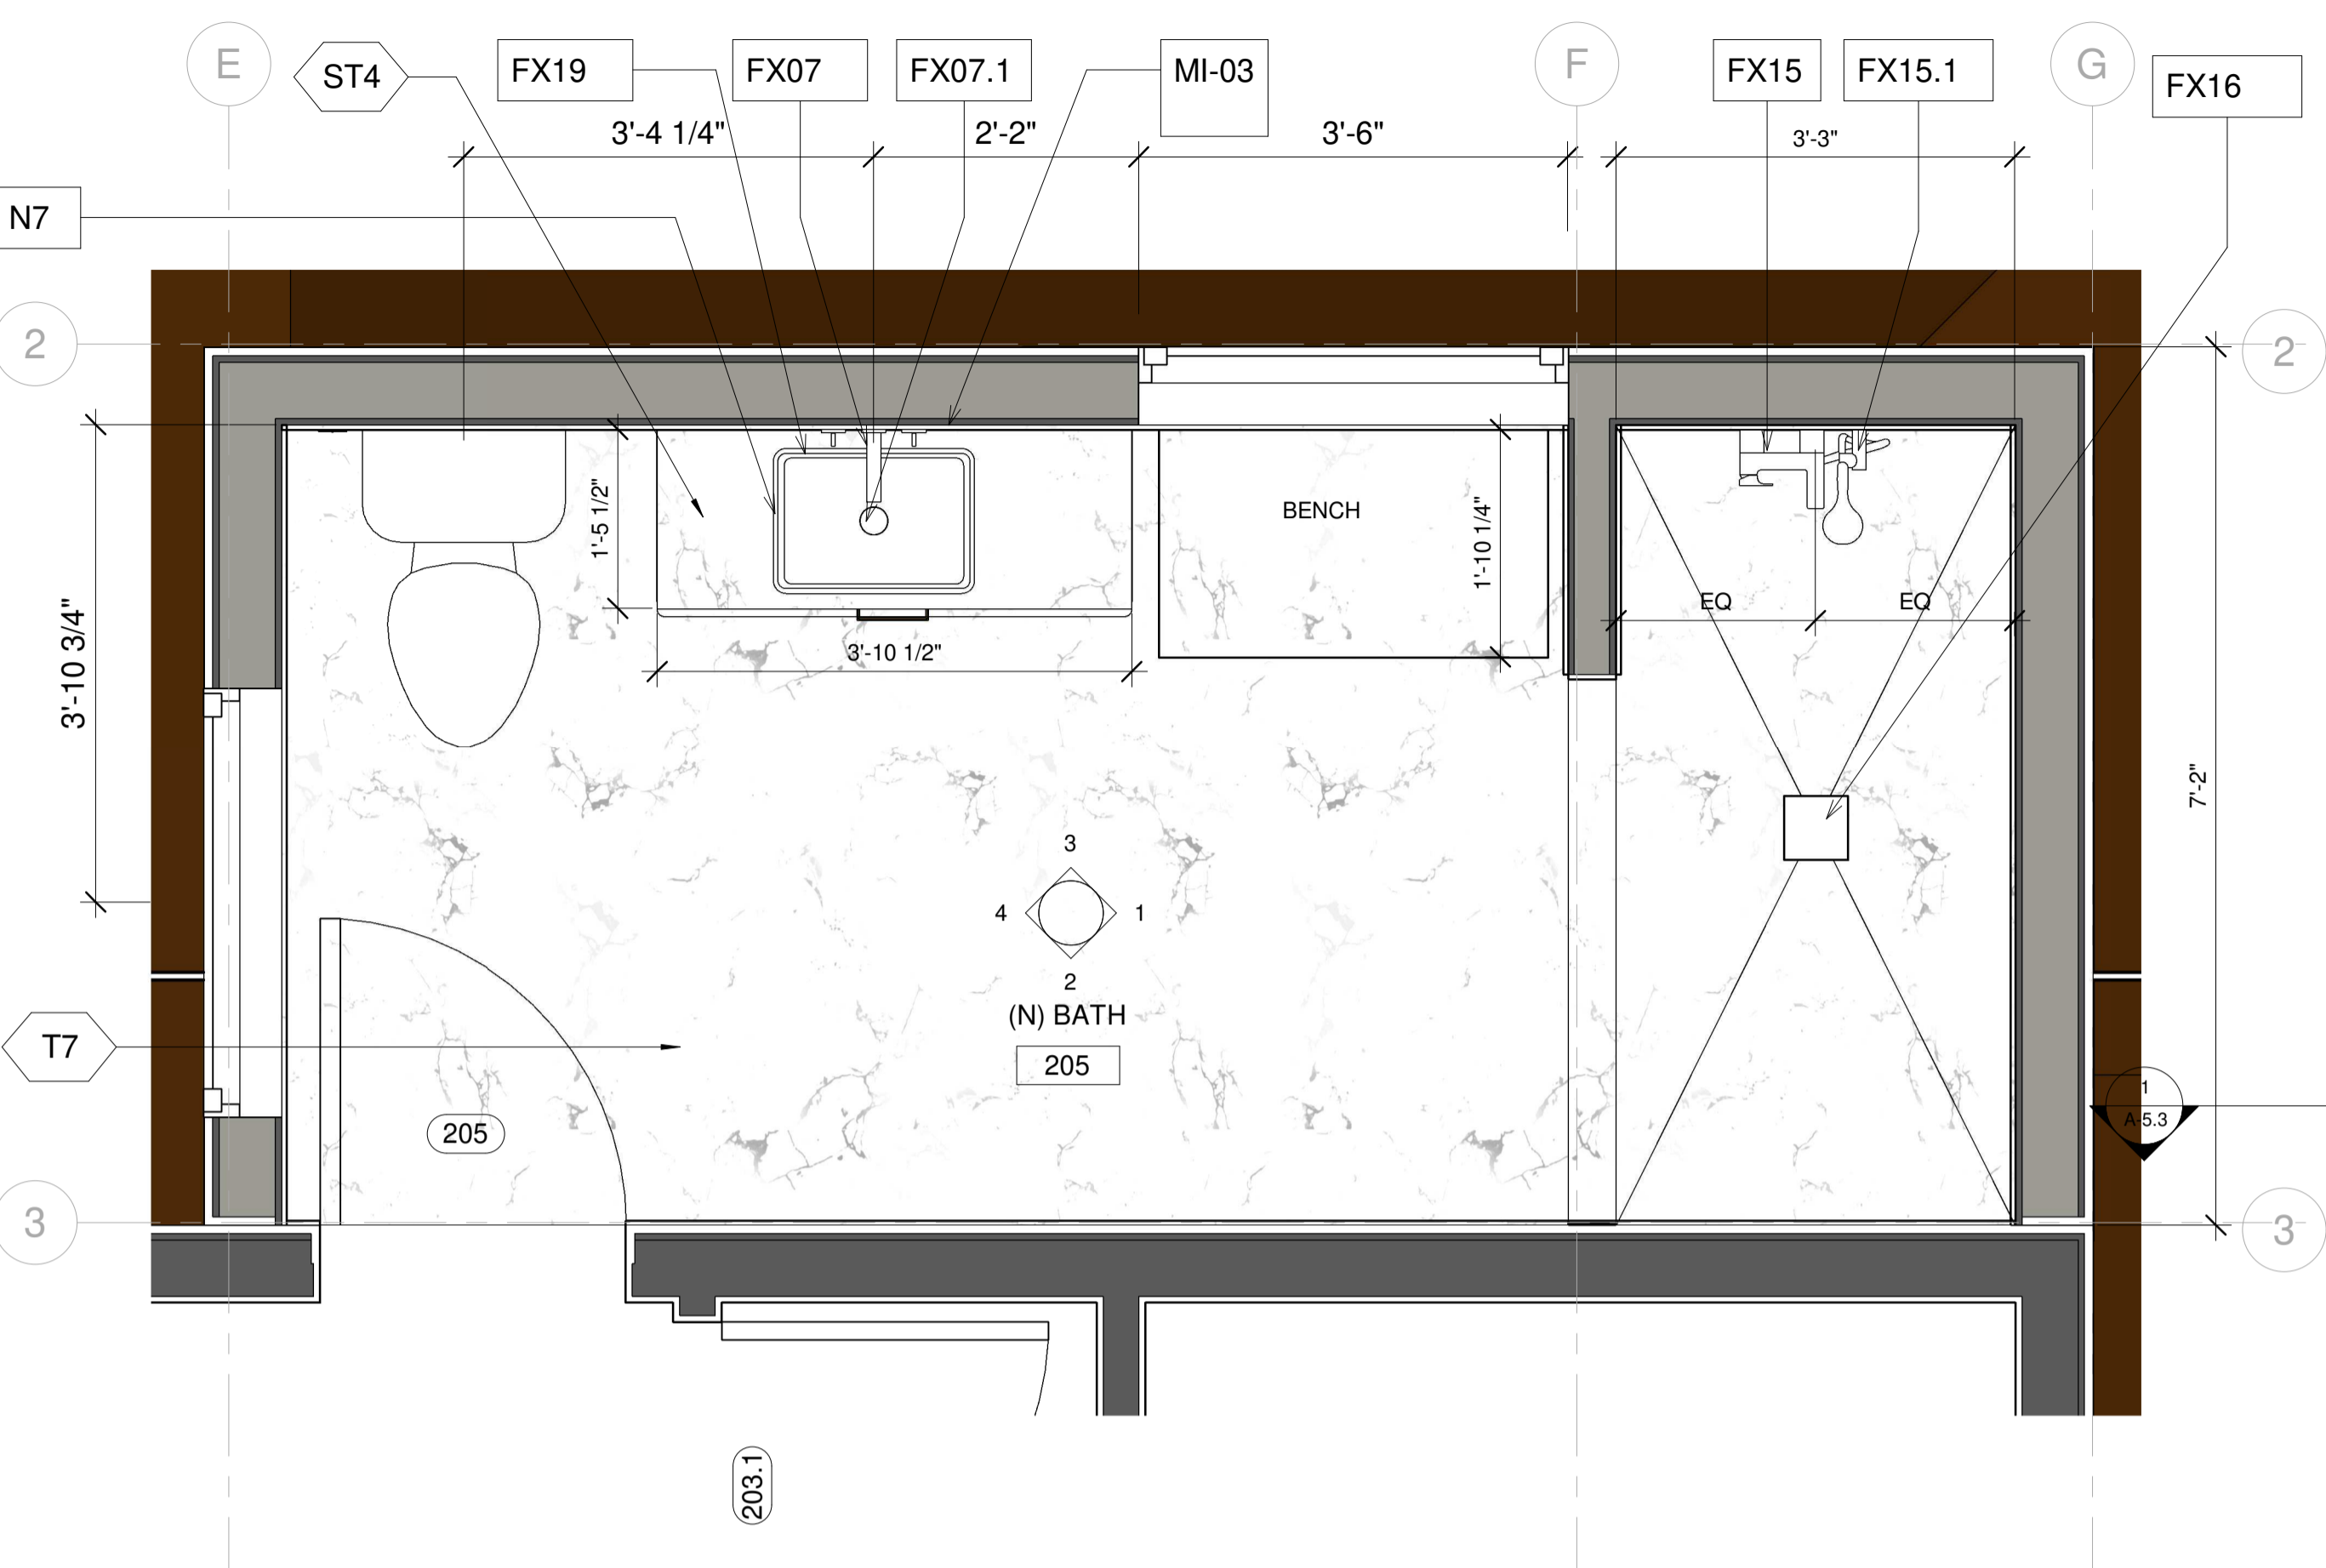 E
ST4
FX19
FX07
FX07.1
MI-03
F
FX15
FX15.1
G
FX16
3'-4 1/4"
2'-2"
3'-6"
3'-3"
N7
2
2
1'-5 1/2"
BENCH
1'-10 1/4"
EQ
EQ
3'-10 3/4"
3'-10 1/2"
7'-2"
3
4
1
2
(N) BATH
205
T7
205
1
A-5.3
3
3
203.1